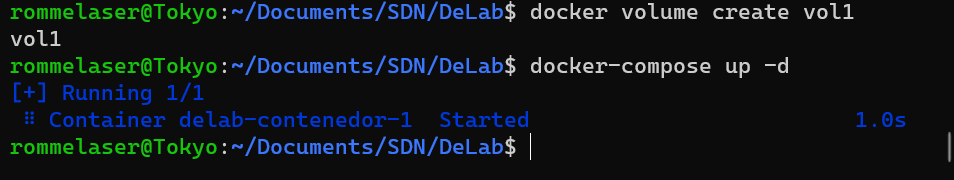 rommelaser@Tokyo:~/Documents/SDN/DeLab$ docker volume create vol1
vol1
rommelaser@Tokyo:~/Documents/SDN/DeLab$ docker-compose up -d
[+] Running 1/1
⠿ Container delab-contenedor-1  Started 1.0s
rommelaser@Tokyo:~/Documents/SDN/DeLab$